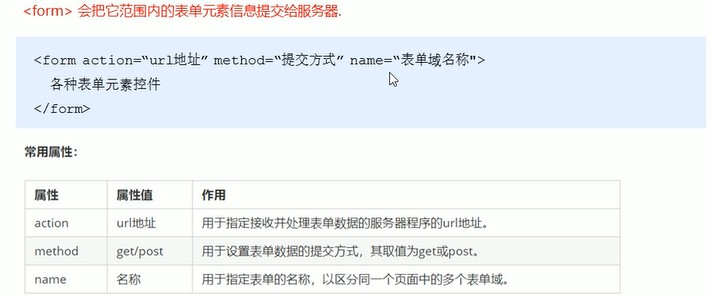 <form> 会把它范围内的表单元素信息提交给服务器.
<form action=“url地址” method=“提交方式” name=“表单域名称">
各种表单元素控件
</form>
常用属性：
属性 属性值 作用
action url地址 用于指定接收并处理表单数据的服务器程序的url地址。
method get/post 用于设置表单数据的提交方式，其取值为get或post。
name 名称 用于指定表单的名称，以区分同一个页面中的多个表单域。